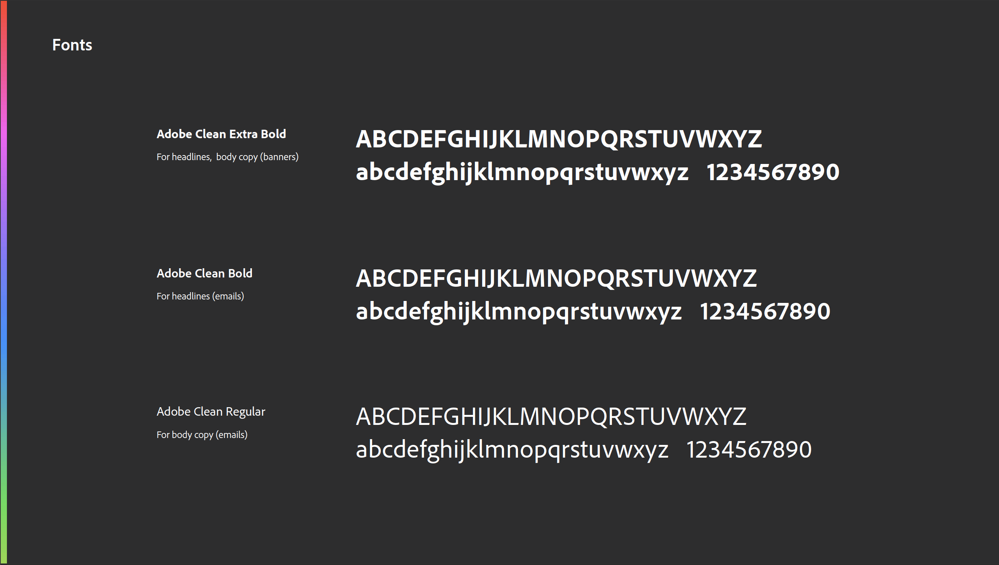 Fonts
Adobe Clean Extra Bold
For headlines,  body copy (banners)
ABCDEFGHIJKLMNOPQRSTUVWXYZ
abcdefghijklmnopqrstuvwxyz   1234567890
Adobe Clean Bold
For headlines (emails)
ABCDEFGHIJKLMNOPQRSTUVWXYZ
abcdefghijklmnopqrstuvwxyz   1234567890
Adobe Clean Regular
For body copy (emails)
ABCDEFGHIJKLMNOPQRSTUVWXYZ
abcdefghijklmnopqrstuvwxyz   1234567890